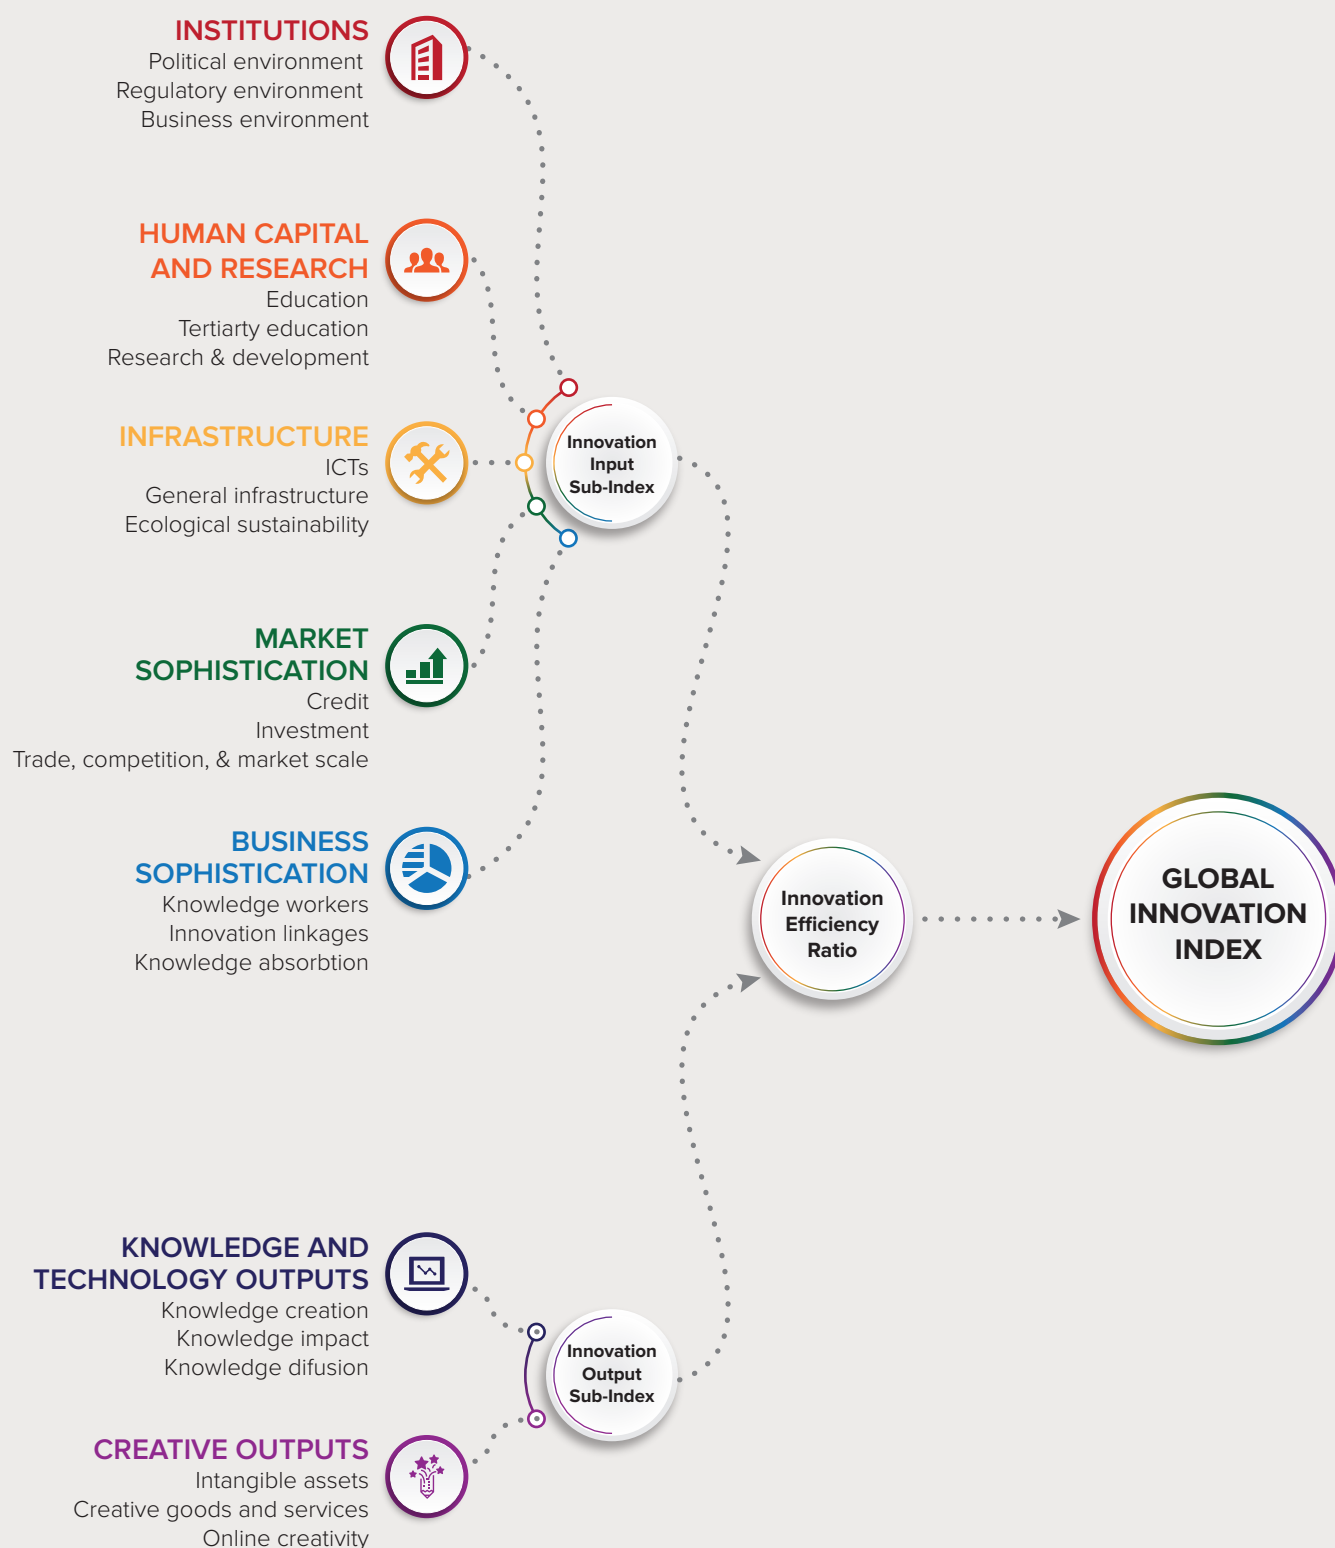 INSTITUTIONS
Political environment
Regulatory environment
Business environment
HUMAN CAPITAL
AND RESEARCH
Education
Tertiarty education
Research & development
INFRASTRUCTURE
ICTs
General infrastructure
Ecological sustainability
MARKET
SOPHISTICATION
Credit
Investment
Trade, competition, & market scale
BUSINESS
SOPHISTICATION
Knowledge workers
Innovation linkages
Knowledge absorbtion
KNOWLEDGE AND
TECHNOLOGY OUTPUTS
Knowledge creation
Knowledge impact
Knowledge difusion
CREATIVE OUTPUTS
Intangible assets
Creative goods and services
Online creativity
Innovation
Input
Sub-Index
Innovation
Output
Sub-Index
Innovation
Efficiency
Ratio
GLOBAL
INNOVATION
INDEX